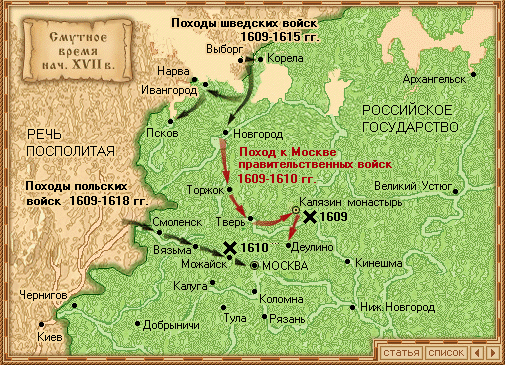 Смутное
время
нач. XVII в.
Походы шведских войск
1609-1615 гг.
Выборг
Корела
Нарва
Ивангород
Архангельск
Псков
Новгород
РОССИЙСКОЕ
ГОСУДАРСТВО
РЕЧЬ
ПОСПОЛИТАЯ
Поход к Москве
правительственных войск
1609-1610 гг.
Походы польских
войск 1609-1618 гг.
Торжок
Великий Устюг
Калязин монастырь
1609
Тверь
Смоленск
Вязьма
1610
Деулино
Можайск
МОСКВА
Кинешма
Калуга
Коломна
Чернигов
Ниж.Новгород
Тула
Рязань
Добрыничи
Киев
статья
список